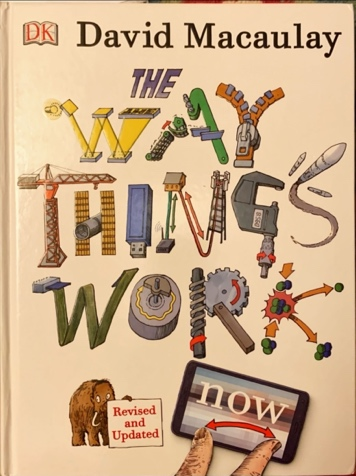 DK David Macaulay
THE
WAY
THINGS
WORK
now
Revised
and
Updated